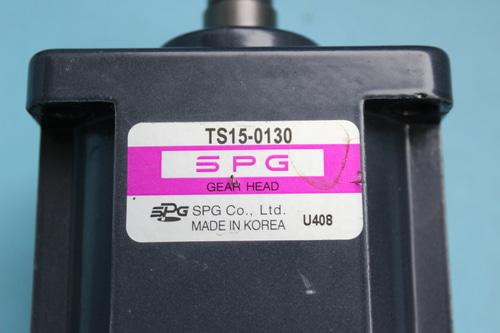 TS15-0130
SPG
GEAR HEAD
SPG SPG Co., Ltd.
MADE IN KOREA U408